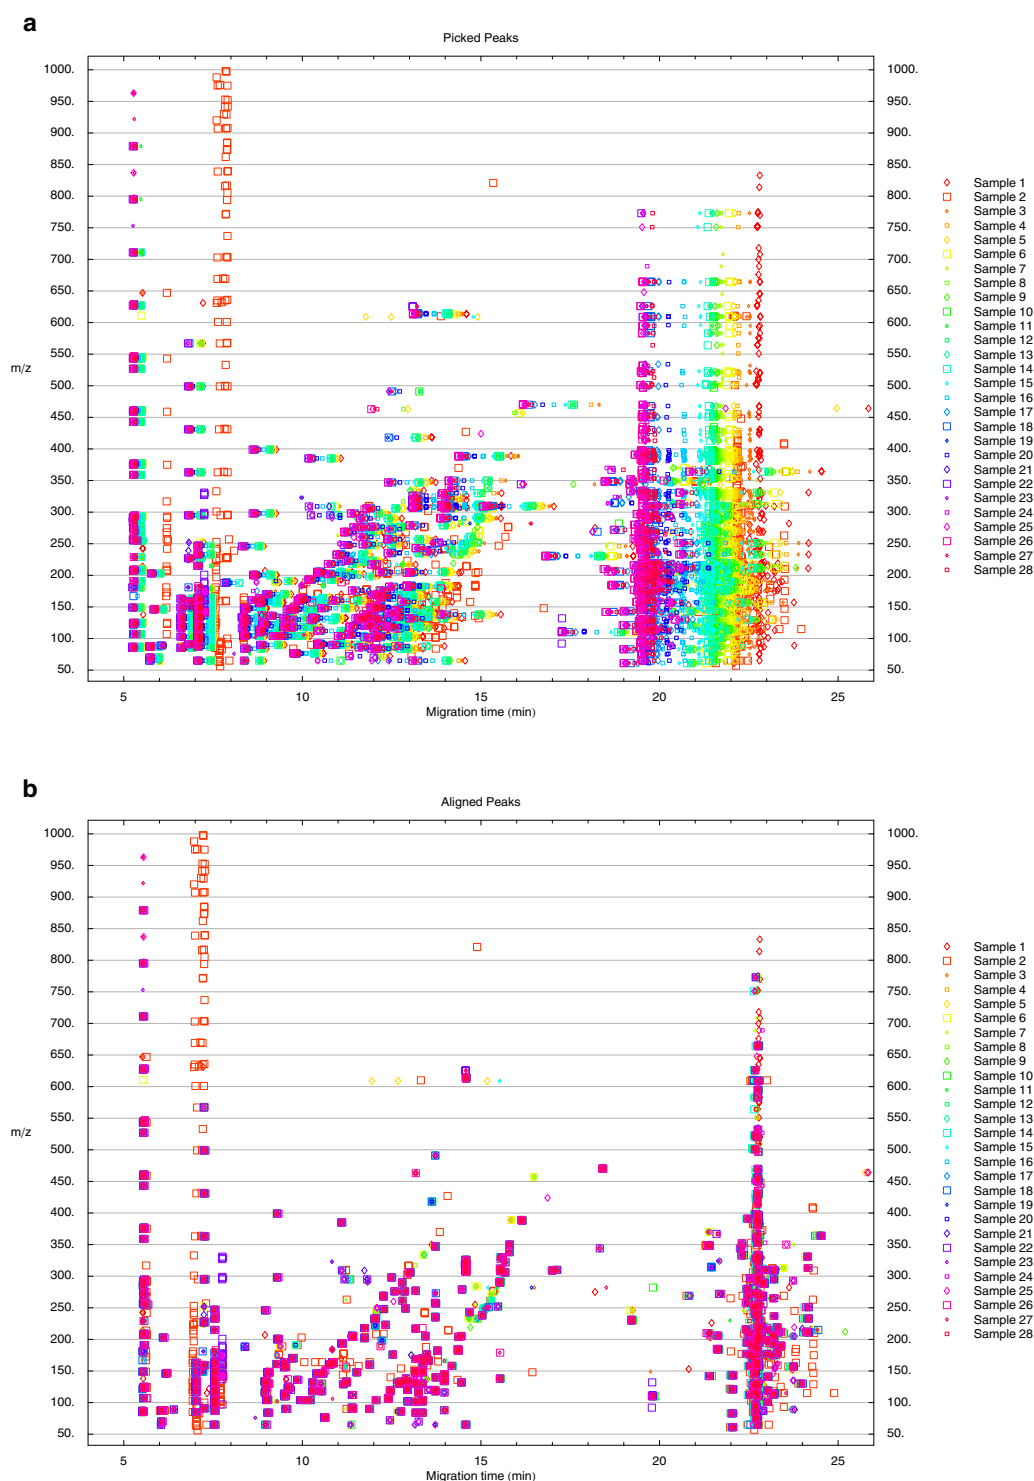 a
Picked Peaks
1000. 1000.
950. 950.
900. 900.
850. 850.
800. 800.
750. 750.
700. 700.
650. 650.
600. 600.
550. 550.
m/z
500. 500.
450. 450.
400. 400.
350. 350.
300. 300.
250. 250.
200. 200.
150. 150.
100. 100.
50. 50.
5 10 15 20 25
Migration time (min)
Sample 1
Sample 2
Sample 3
Sample 4
Sample 5
Sample 6
Sample 7
Sample 8
Sample 9
Sample 10
Sample 11
Sample 12
Sample 13
Sample 14
Sample 15
Sample 16
Sample 17
Sample 18
Sample 19
Sample 20
Sample 21
Sample 22
Sample 23
Sample 24
Sample 25
Sample 26
Sample 27
Sample 28
b
Aligned Peaks
1000. 1000.
950. 950.
900. 900.
850. 850.
800. 800.
750. 750.
700. 700.
650. 650.
600. 600.
550. 550.
m/z
500. 500.
450. 450.
400. 400.
350. 350.
300. 300.
250. 250.
200. 200.
150. 150.
100. 100.
50. 50.
5 10 15 20 25
Migration time (min)
Sample 1
Sample 2
Sample 3
Sample 4
Sample 5
Sample 6
Sample 7
Sample 8
Sample 9
Sample 10
Sample 11
Sample 12
Sample 13
Sample 14
Sample 15
Sample 16
Sample 17
Sample 18
Sample 19
Sample 20
Sample 21
Sample 22
Sample 23
Sample 24
Sample 25
Sample 26
Sample 27
Sample 28